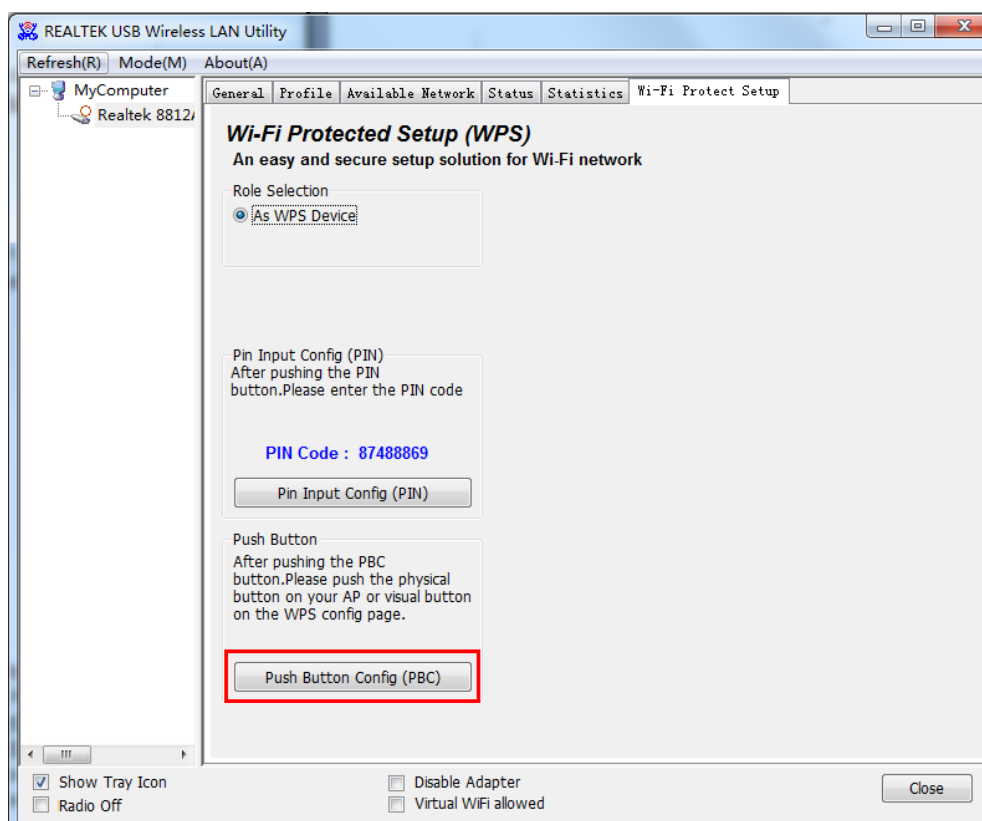 REALTEK USB Wireless LAN Utility
Refresh(R) Mode(M) About(A)
MyComputer
Realtek 8812
General Profile Available Network Status Statistics Wi-Fi Protect Setup
Wi-Fi Protected Setup (WPS)
An easy and secure setup solution for Wi-Fi network
Role Selection
As WPS Device
Pin Input Config (PIN)
After pushing the PIN
button.Please enter the PIN code
PIN Code : 87488869
Pin Input Config (PIN)
Push Button
After pushing the PBC
button.Please push the physical
button on your AP or visual button
on the WPS config page.
Push Button Config (PBC)
Show Tray Icon
Radio Off
Disable Adapter
Virtual WiFi allowed
Close